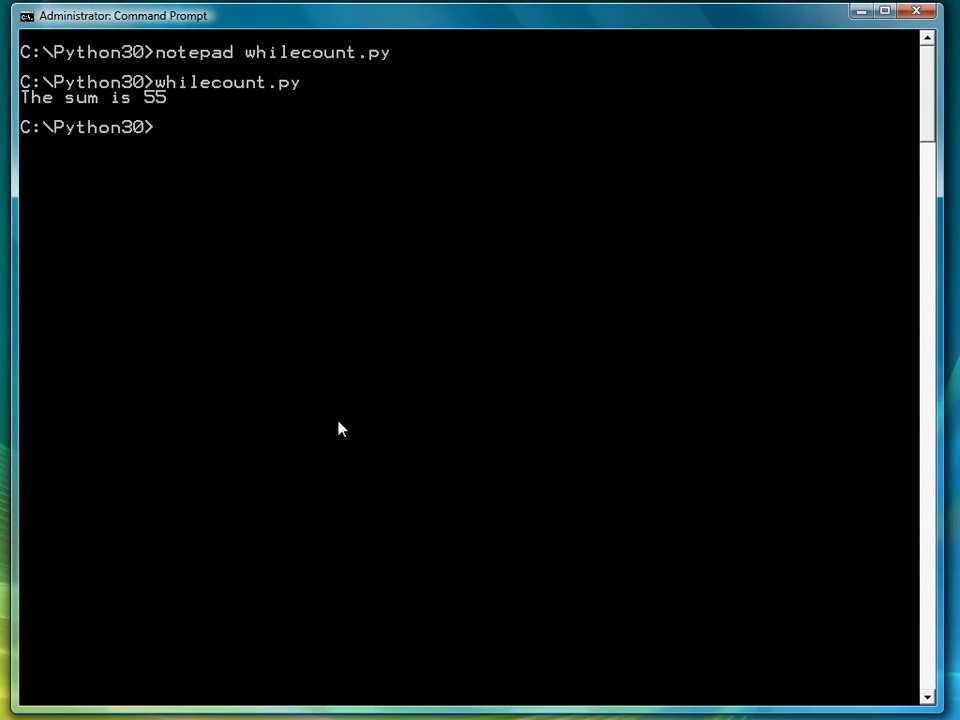 Administrator: Command Prompt
C:\Python30>notepad whilecount.py
C:\Python30>whilecount.py
The sum is 55
C:\Python30>